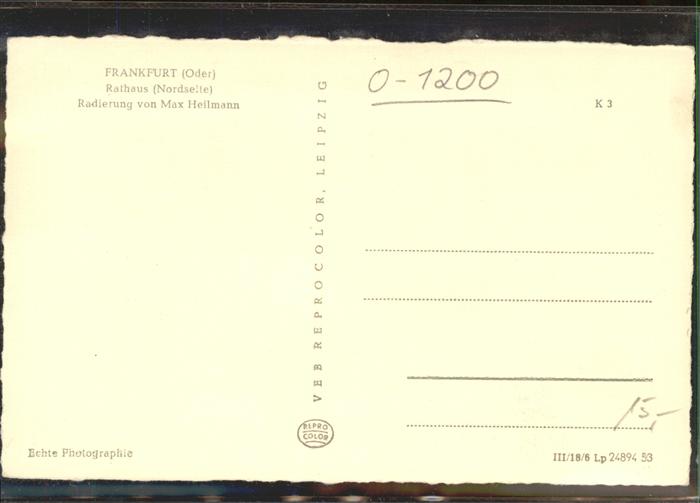 FRANKFURT (Oder)
Rathaus (Nordseite)
Radierung von Max Heilmann
VEB REPROCOLOR, LEIPZIG
REPRO
COLOR
O-1200
K 3
15,-
Echte Photographie
III/18/6 Lp 24894 53